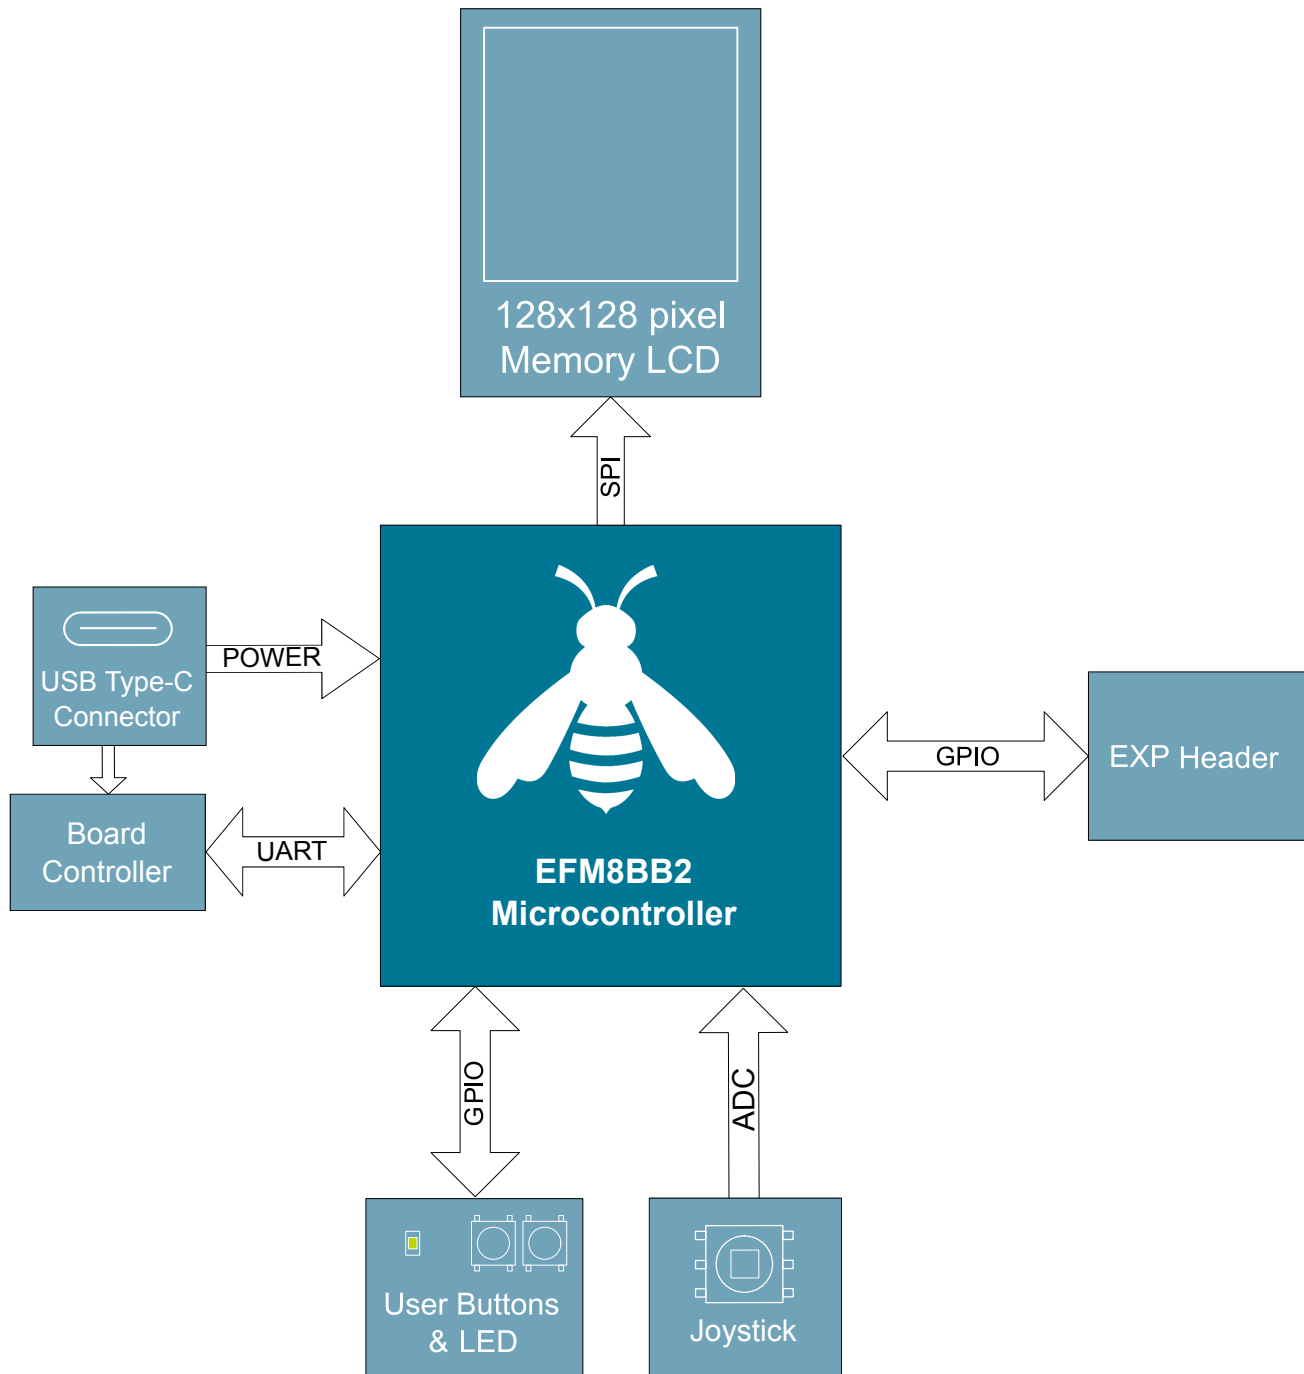 128x128 pixel
Memory LCD
SPI
USB Type-C
Connector
POWER
Board
Controller
UART
EFM8BB2
Microcontroller
GPIO
EXP Header
GPIO
ADC
User Buttons
& LED
Joystick